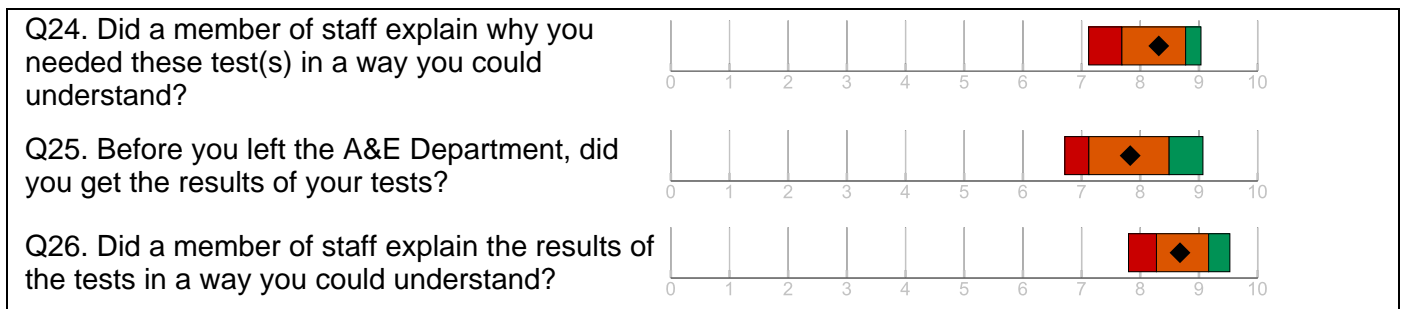 Q24. Did a member of staff explain why you
needed these test(s) in a way you could
understand?
0 1 2 3 4 5 6 7 8 9 10
Q25. Before you left the A&E Department, did
you get the results of your tests?
0 1 2 3 4 5 6 7 8 9 10
Q26. Did a member of staff explain the results of
the tests in a way you could understand?
0 1 2 3 4 5 6 7 8 9 10